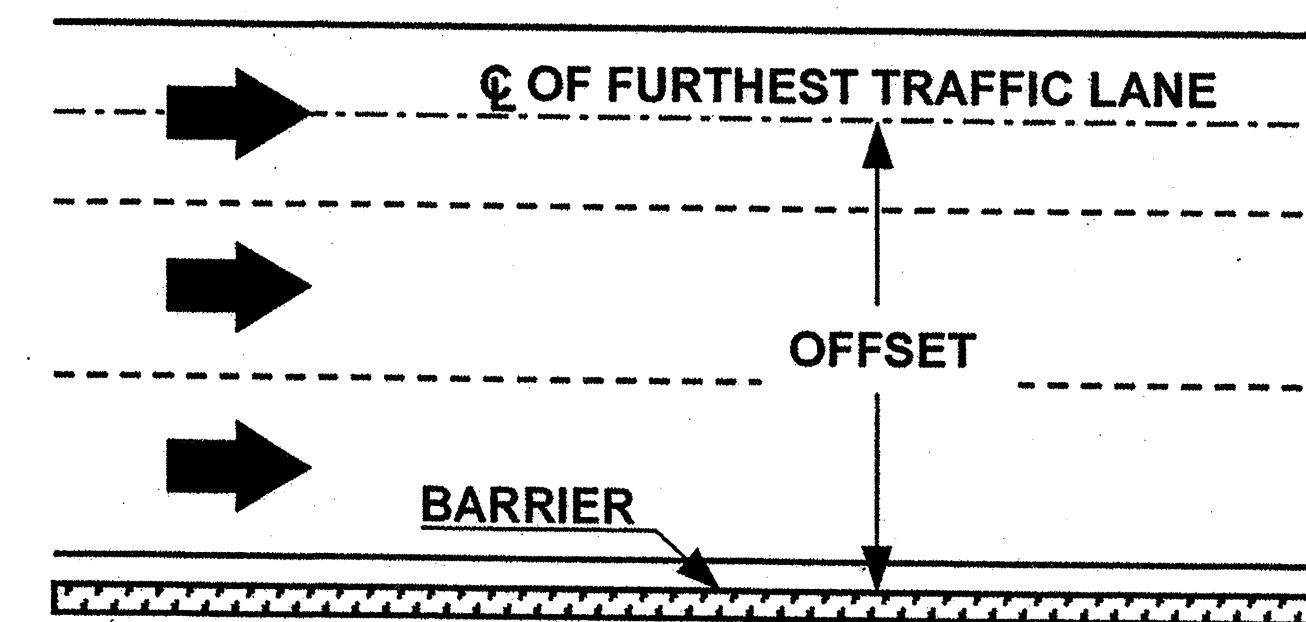 ℄ OF FURTHEST TRAFFIC LANE
OFFSET
BARRIER